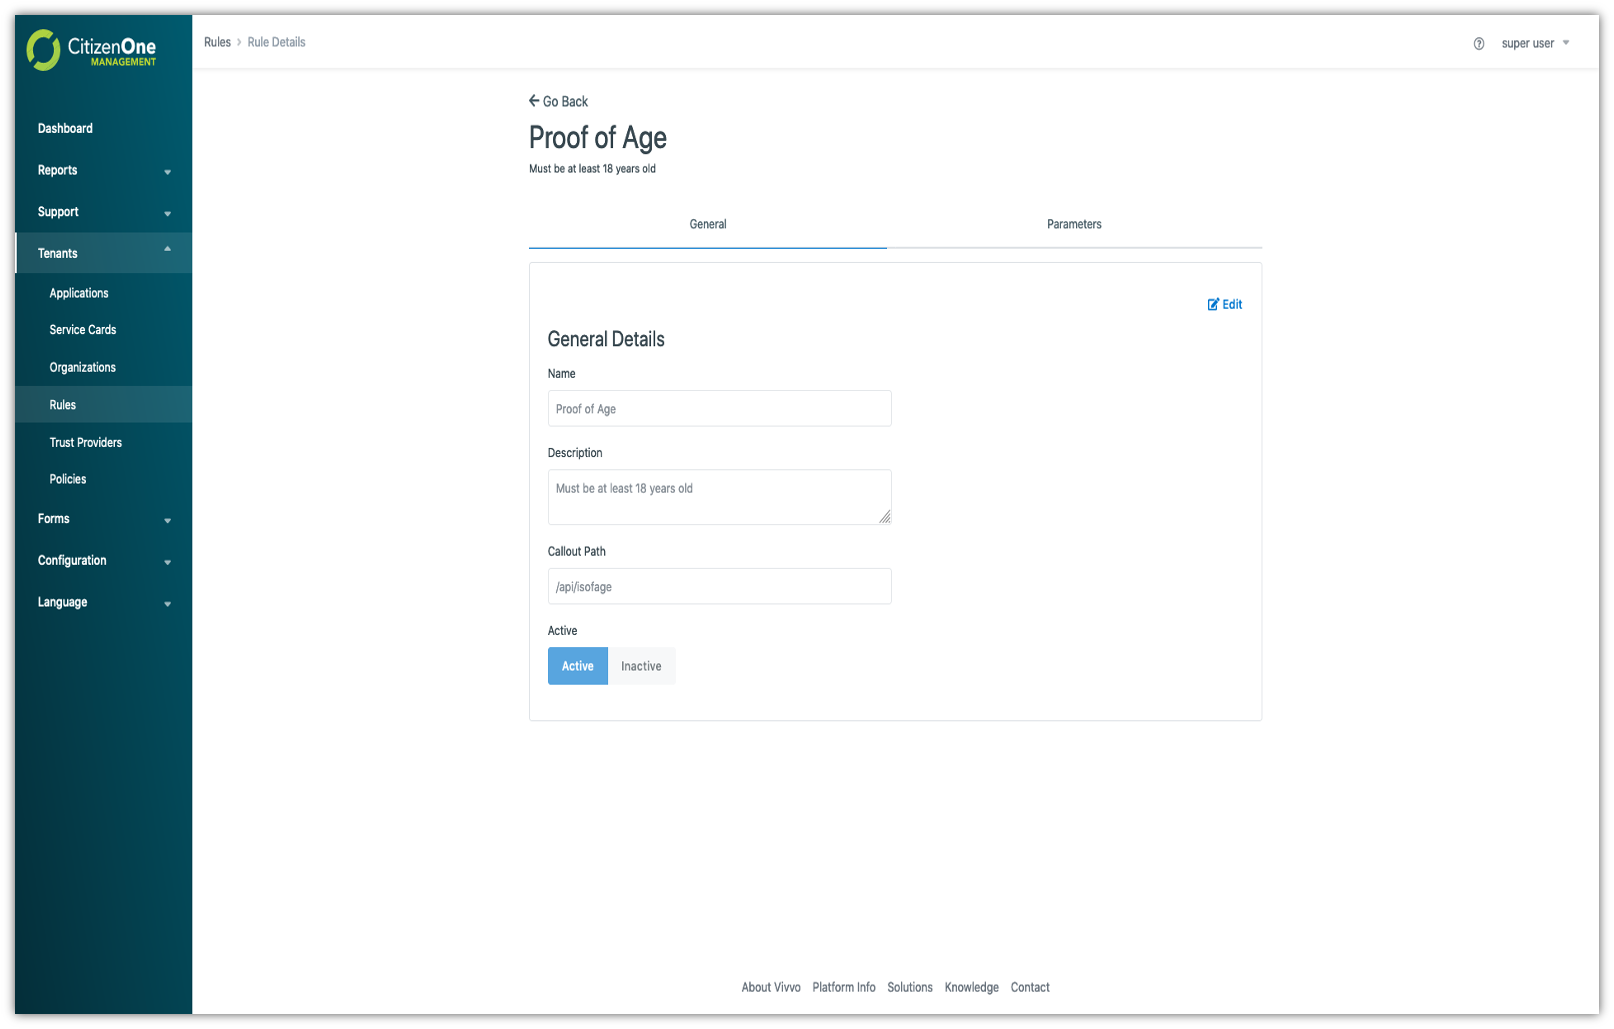 CitizenOne
MANAGEMENT
Rules > Rule Details
super user
Dashboard
Reports
Support
Tenants
Applications
Service Cards
Organizations
Rules
Trust Providers
Policies
Forms
Configuration
Language
Go Back
Proof of Age
Must be at least 18 years old
General Parameters
Edit
General Details
Name
Proof of Age
Description
Must be at least 18 years old
Callout Path
/api/isofage
Active
Active Inactive
About Vivvo Platform Info Solutions Knowledge Contact